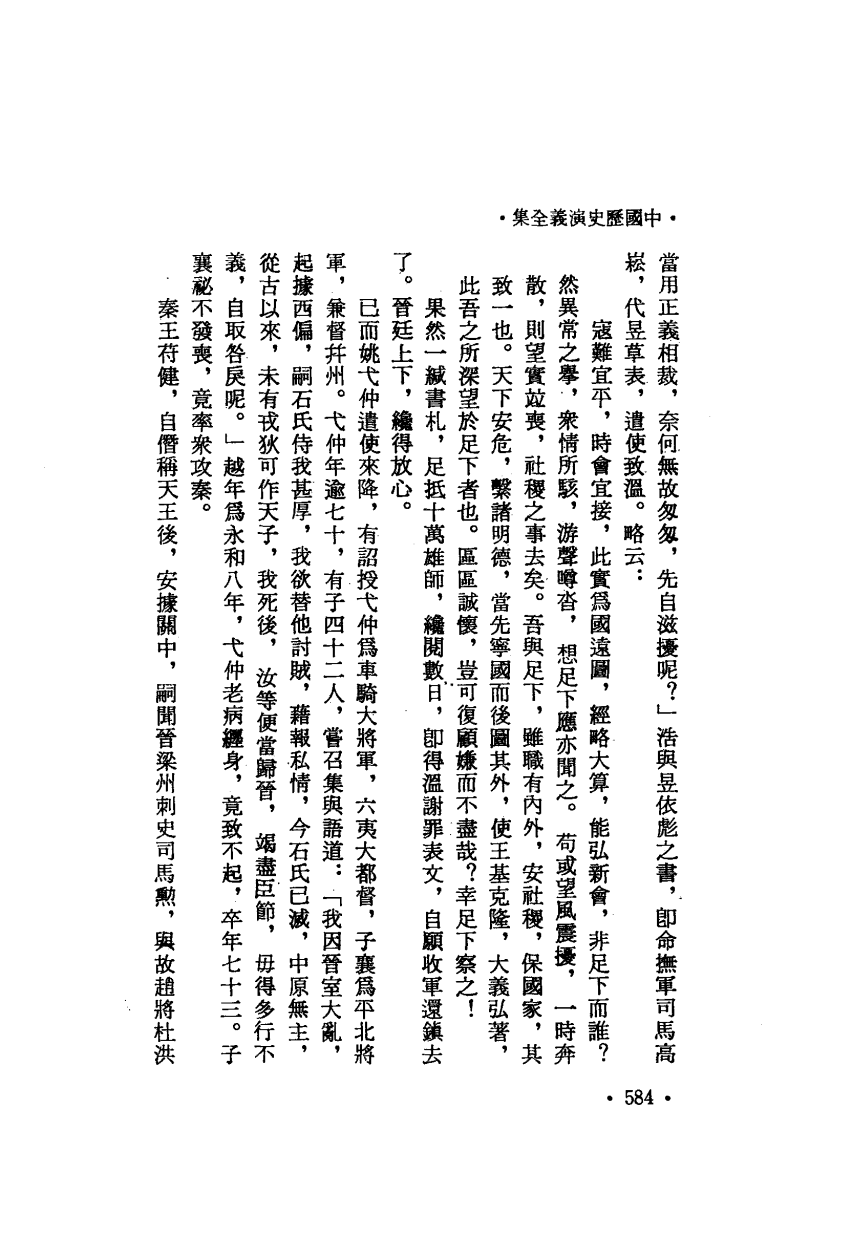 ·中國歷史演義全集·
當用正義相裁，奈何無故匆匆，先自滋擾呢？」浩與昱依彪之書，即命撫軍司馬高
崧，代昱草表，遣使致溫。略云：
寇難宜平，時會宜接，此實爲國遠圖，經略大算，能弘新會，非足下而誰？
然異常之舉，衆情所駭，游聲噂沓，想足下應亦聞之。苟或望風震擾，一時奔
散，則望實竝喪，社稷之事去矣。吾與足下，雖職有內外，安社稷，保國家，其
致一也。天下安危，繫諸明德，當先寧國而後圖其外，使王基克隆，大義弘著，
此吾之所深望於足下者也。區區誠懷，豈可復顧嫌而不盡哉？幸足下察之！
果然一緘書札，足抵十萬雄師，纔閱數日，卽得溫謝罪表文，自願收軍還鎮去
了。晉廷上下，纔得放心。
已而姚弋仲遣使來降，有詔授弋仲爲車騎大將軍，六夷大都督，子襄爲平北將
軍，兼督幷州。弋仲年逾七十，有子四十二人，嘗召集與語道：「我因晉室大亂，
起據西偏，嗣石氏侍我甚厚，我欲替他討賊，藉報私情，今石氏已滅，中原無主，
從古以來，未有戎狄可作天子，我死後，汝等便當歸晉，竭盡臣節，毋得多行不
義，自取咎戾呢。」越年爲永和八年，弋仲老病纏身，竟致不起，卒年七十三。子
襄祕不發喪，竟率衆攻秦。
秦王苻健，自僭稱天王後，安據關中，嗣聞晉梁州刺史司馬勳，與故趙將杜洪
·584·